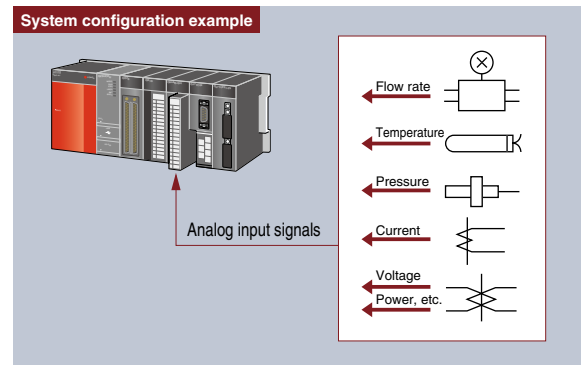 System configuration example
Flow rate
Temperature
Pressure
Analog input signals
Current
Voltage
Power, etc.